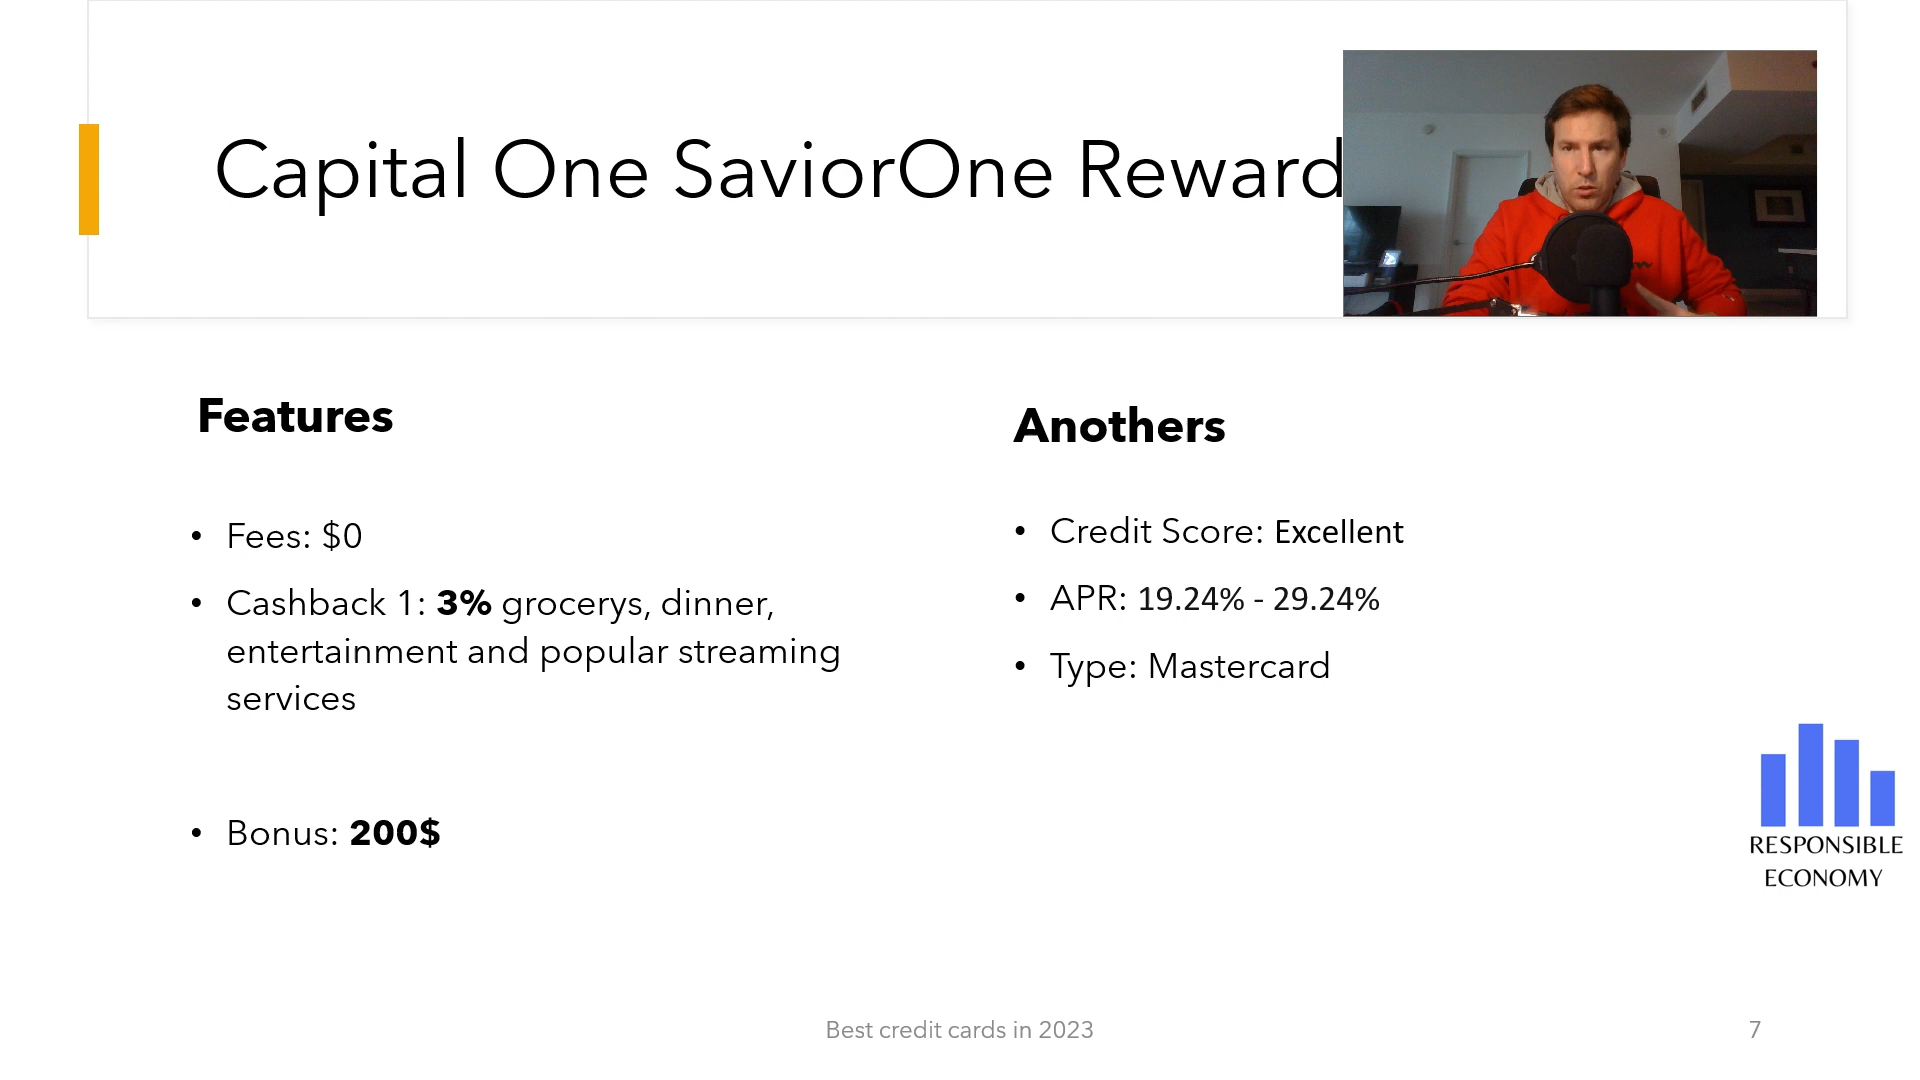 Capital One SaviorOne Reward
Features
Fees: $0
Cashback 1: 3% grocerys, dinner,
entertainment and popular streaming
services
Bonus: 200$
Anothers
Credit Score: Excellent
APR: 19.24% - 29.24%
Type: Mastercard
RESPONSIBLE
ECONOMY
Best credit cards in 2023
7